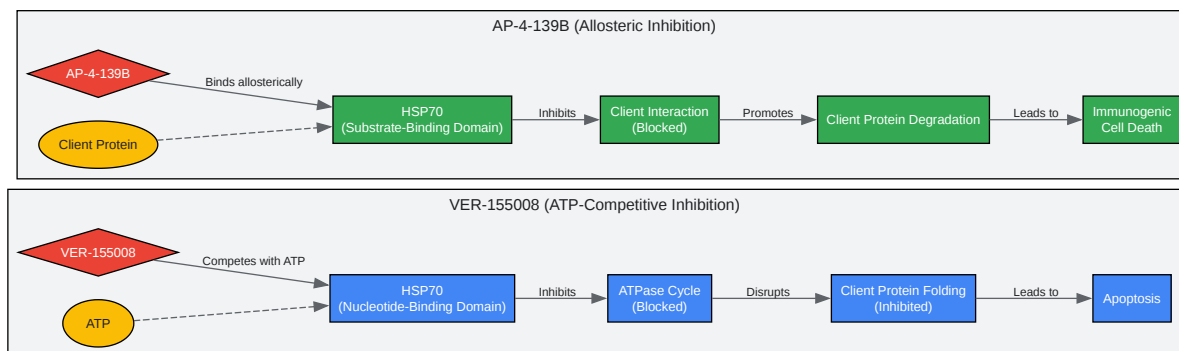 AP-4-139B (Allosteric Inhibition)
AP-4-139B
Binds allosterically
Client Protein
HSP70
(Substrate-Binding Domain)
Inhibits
Client Interaction
(Blocked)
Promotes
Client Protein Degradation
Leads to
Immunogenic
Cell Death
VER-155008 (ATP-Competitive Inhibition)
VER-155008
Competes with ATP
ATP
HSP70
(Nucleotide-Binding Domain)
Inhibits
ATPase Cycle
(Blocked)
Disrupts
Client Protein Folding
(Inhibited)
Leads to
Apoptosis